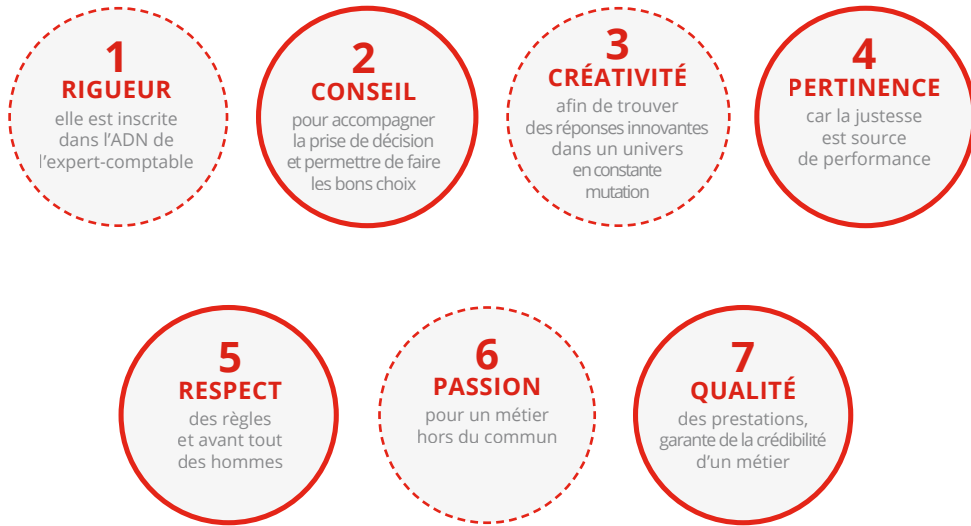 1
RIGUEUR
elle est inscrite
dans l'ADN de
l'expert-comptable
2
CONSEIL
pour accompagner
la prise de décision
et permettre de faire
les bons choix
3
CRÉATIVITÉ
afin de trouver
des réponses innovantes
dans un univers
en constante
mutation
4
PERTINENCE
car la justesse
est source
de performance
5
RESPECT
des règles
et avant tout
des hommes
6
PASSION
pour un métier
hors du commun
7
QUALITÉ
des prestations,
garante de la crédibilité
d'un métier